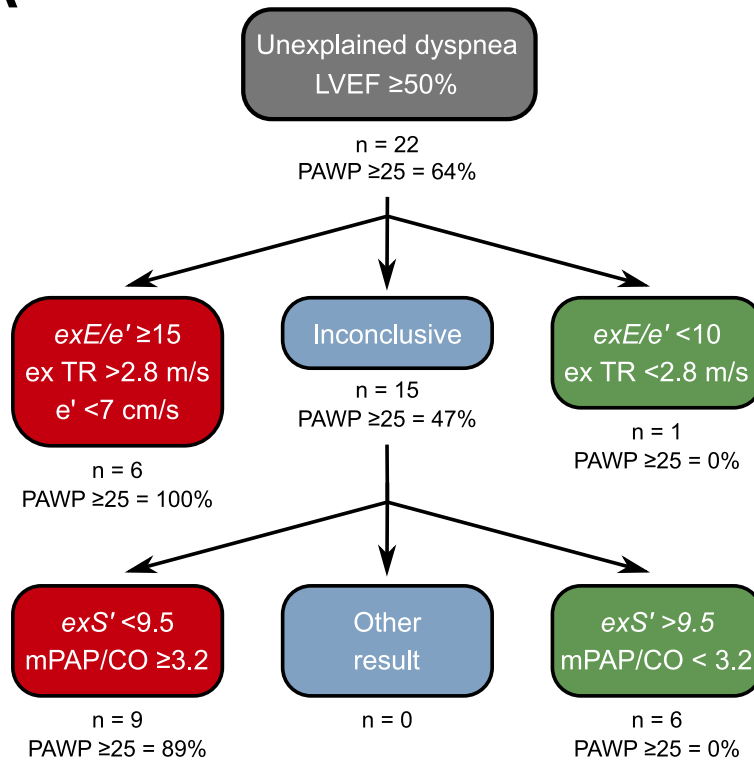 Unexplained dyspnea
LVEF ≥50%
n = 22
PAWP ≥25 = 64%
exE/e' ≥15
ex TR >2.8 m/s
e' <7 cm/s
n = 6
PAWP ≥25 = 100%
Inconclusive
n = 15
PAWP ≥25 = 47%
exE/e' <10
ex TR <2.8 m/s
n = 1
PAWP ≥25 = 0%
exS' <9.5
mPAP/CO ≥3.2
n = 9
PAWP ≥25 = 89%
Other
result
n = 0
exS' >9.5
mPAP/CO < 3.2
n = 6
PAWP ≥25 = 0%